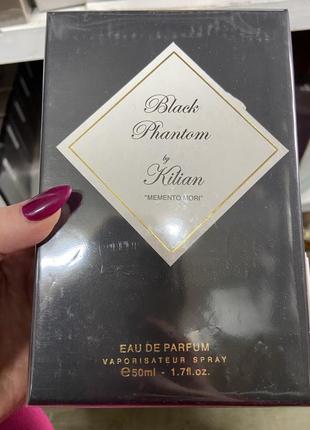 Black
Phantom
by
Kilian
"MEMENTO MORI"
EAU DE PARFUM
VAPORISATEUR SPRAY
℮50ml - 1.7fl.oz.